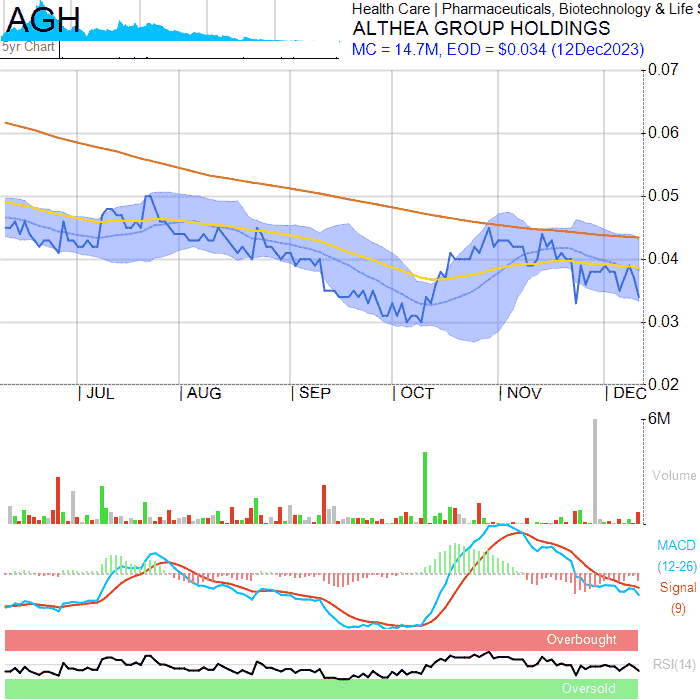 AGH
5yr Chart
Health Care | Pharmaceuticals, Biotechnology & Life S
ALTHEA GROUP HOLDINGS
MC = 14.7M, EOD = $0.034 (12Dec2023)
0.07
0.06
0.05
0.04
0.03
0.02
| JUL | AUG | SEP | OCT | NOV | DEC
6M
Volume
MACD
(12-26)
Signal
(9)
Overbought
RSI(14)
Oversold